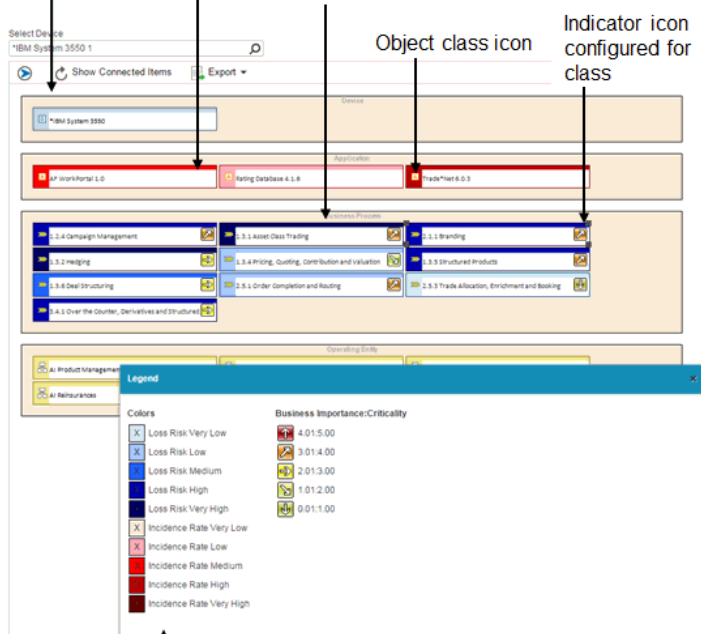 Select Device
*IBM System 3550 1
Object class icon
Indicator icon
configured for
class
Show Connected Items
Export
Device
*IBM System 3550
Application
AP WorkPortal 1.0
Rating Database 4.1.6
Trade*Net 6.0.3
Business Process
1.2.4 Campaign Management
1.3.1 Asset Class Trading
2.1.1 Branding
1.3.2 Hedging
1.3.4 Pricing, Quoting, Contribution and Valuation
1.3.5 Structured Products
1.3.6 Deal Structuring
2.5.1 Order Completion and Routing
2.5.3 Trade Allocation, Enrichment and Booking
3.4.1 Over the Counter, Derivatives and Structured
Operating Entity
AI Product Management
AI Reinsurances
Legend
×
Colors
Business Importance:Criticality
X Loss Risk Very Low
4.01:5.00
X Loss Risk Low
3.01:4.00
X Loss Risk Medium
2.01:3.00
Loss Risk High
1.01:2.00
Loss Risk Very High
0.01:1.00
X Incidence Rate Very Low
X Incidence Rate Low
X Incidence Rate Medium
Incidence Rate High
Incidence Rate Very High